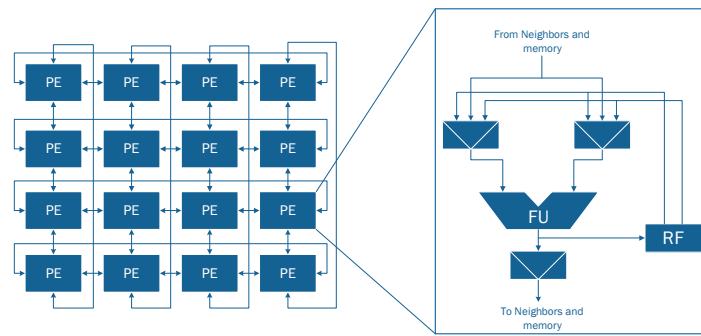 From Neighbors and
memory
PE PE PE PE
PE PE PE PE
PE PE PE PE
PE PE PE PE
FU
RF
To Neighbors and
memory